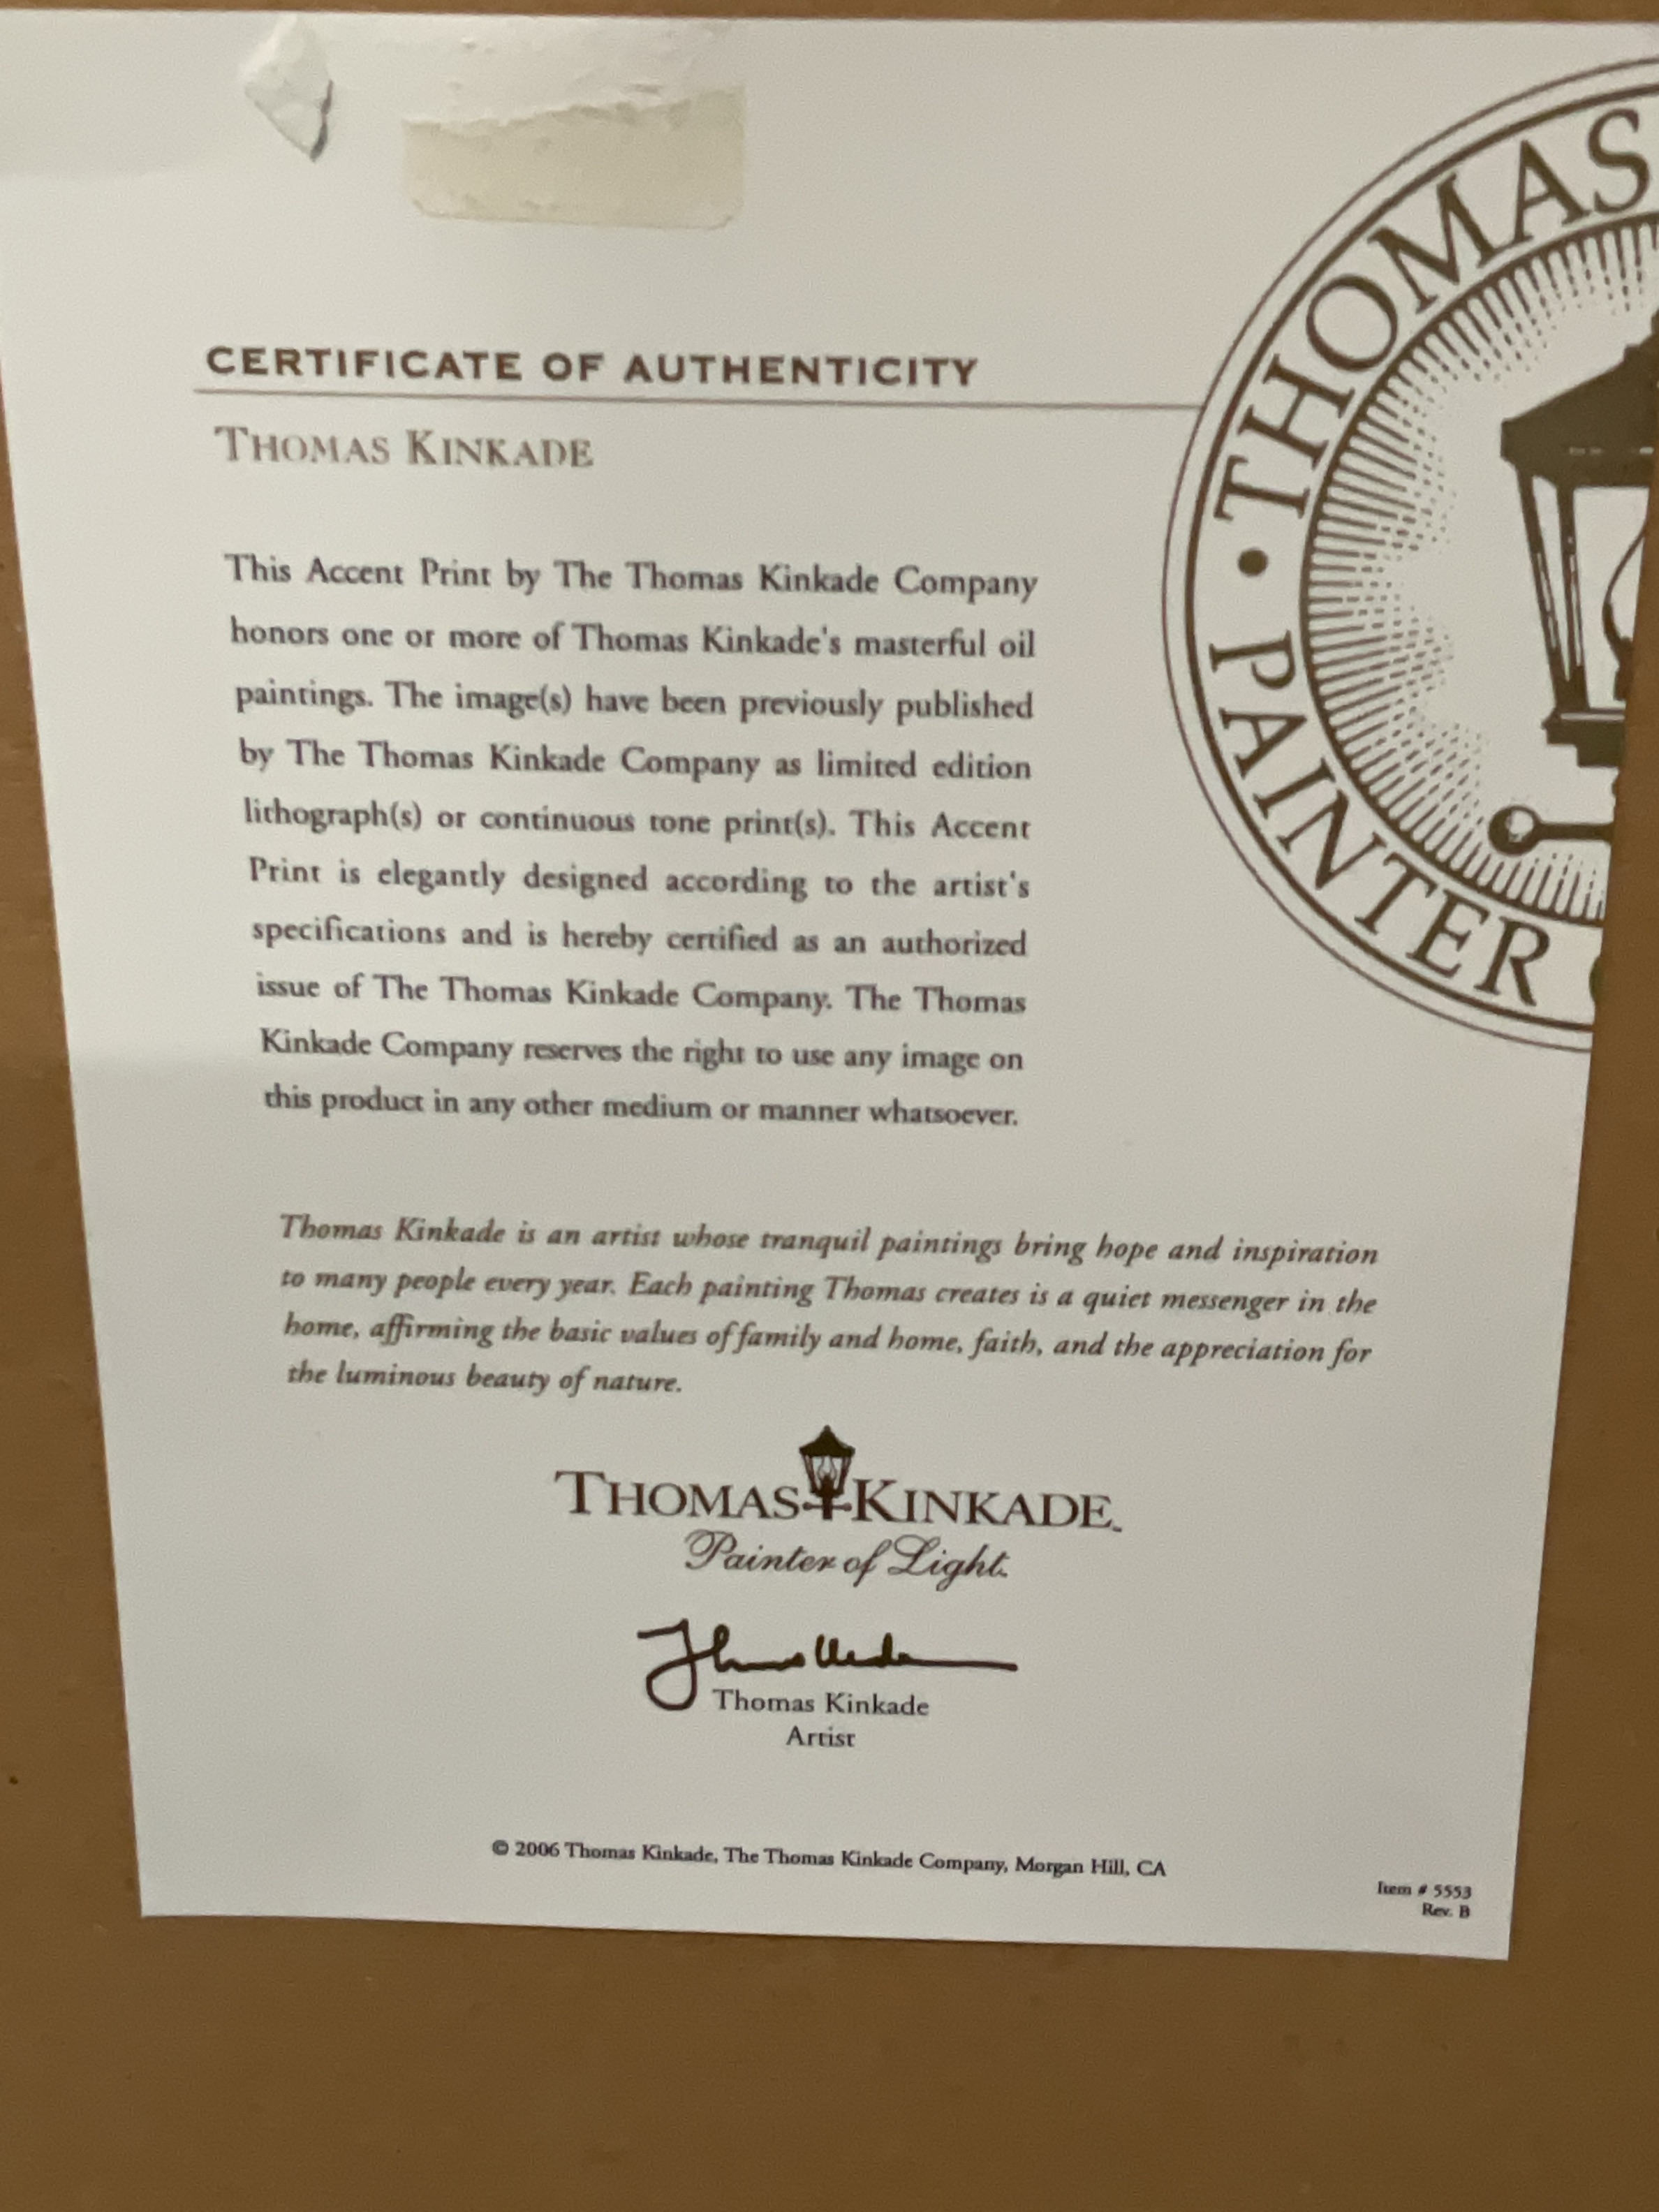 CERTIFICATE OF AUTHENTICITY
THOMAS KINKADE
This Accent Print by The Thomas Kinkade Company
honors one or more of Thomas Kinkade's masterful oil
paintings. The image(s) have been previously published
by The Thomas Kinkade Company as limited edition
lithograph(s) or continuous tone print(s). This Accent
Print is elegantly designed according to the artist's
specifications and is hereby certified as an authorized
issue of The Thomas Kinkade Company. The Thomas
Kinkade Company reserves the right to use any image on
this product in any other medium or manner whatsoever.
• THOMAS
PAINTER
Thomas Kinkade is an artist whose tranquil paintings bring hope and inspiration
to many people every year. Each painting Thomas creates is a quiet messenger in the
home, affirming the basic values of family and home, faith, and the appreciation for
the luminous beauty of nature.
THOMAS KINKADE™
Painter of Light™
Thomas Kinkade
Artist
© 2006 Thomas Kinkade, The Thomas Kinkade Company, Morgan Hill, CA
Item # 5553
Rev. B